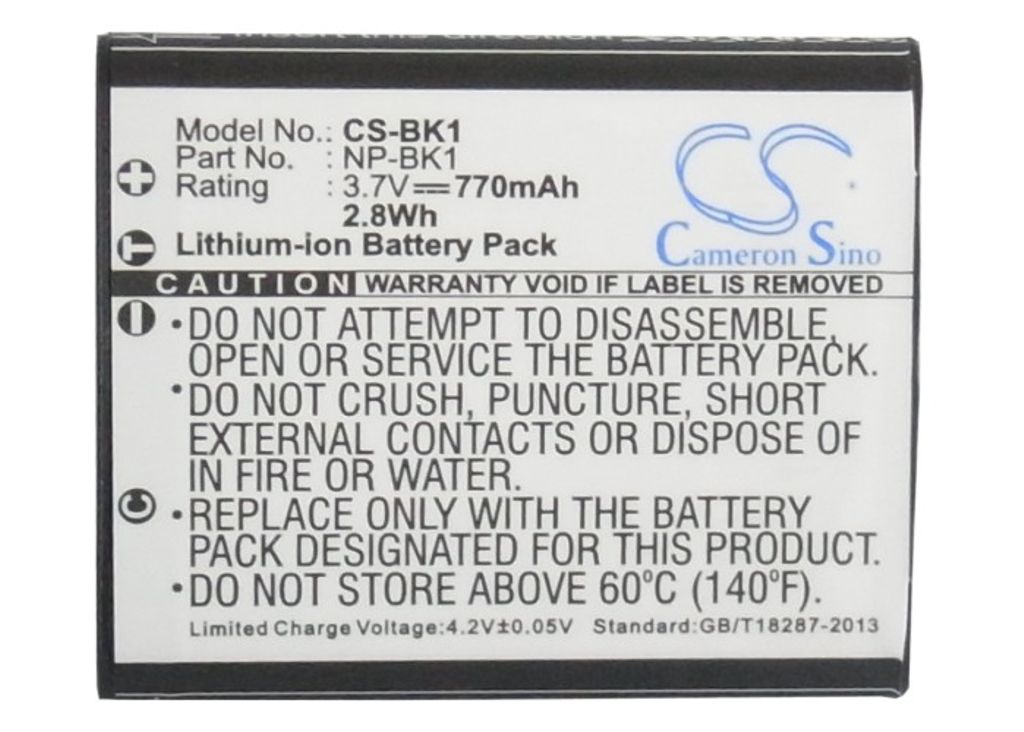 Insert this direction
Model No.: CS-BK1
Part No. : NP-BK1
Rating : 3.7V⎓770mAh
2.8Wh
Lithium-ion Battery Pack
CS
Cameron Sino
CAUTION WARRANTY VOID IF LABEL IS REMOVED
•DO NOT ATTEMPT TO DISASSEMBLE,
OPEN OR SERVICE THE BATTERY PACK.
•DO NOT CRUSH, PUNCTURE, SHORT
EXTERNAL CONTACTS OR DISPOSE OF
IN FIRE OR WATER.
•REPLACE ONLY WITH THE BATTERY
PACK DESIGNATED FOR THIS PRODUCT.
•DO NOT STORE ABOVE 60°C (140°F).
Limited Charge Voltage:4.2V±0.05V Standard:GB/T18287-2013